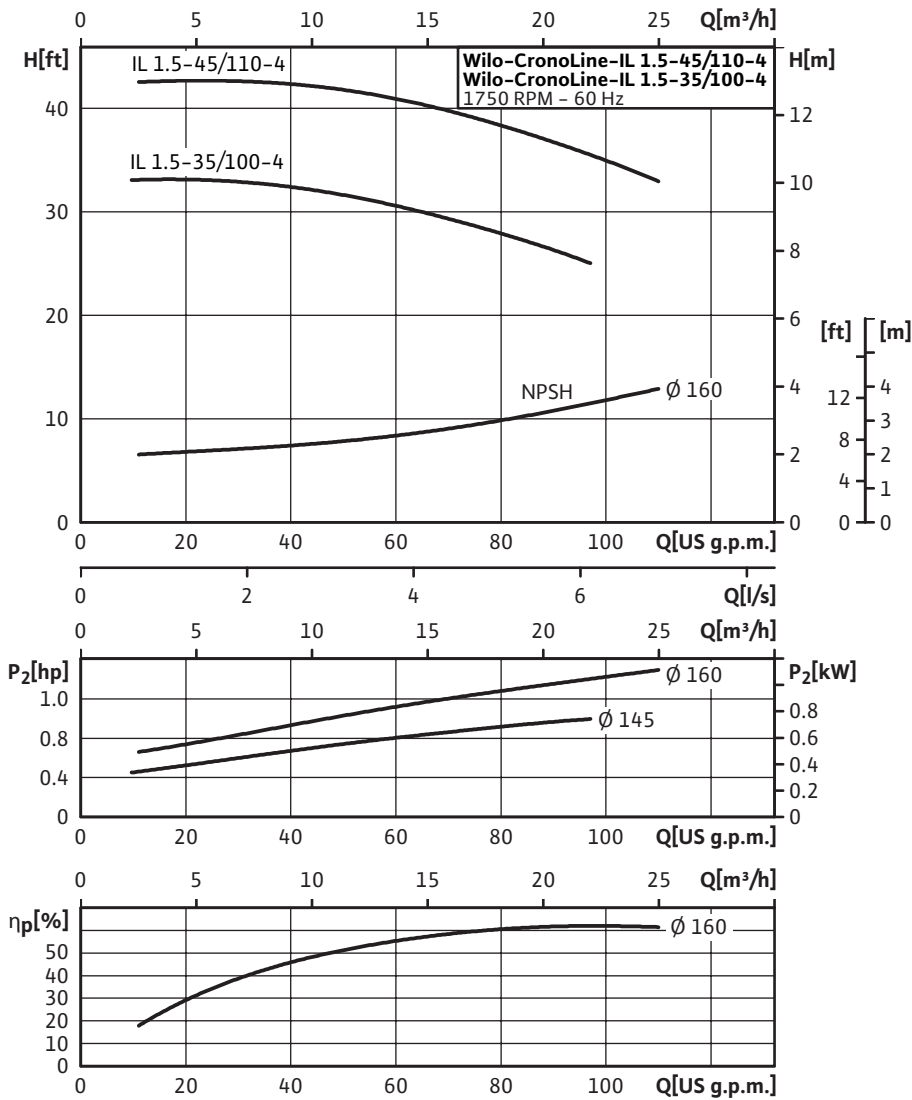 0 5 10 15 20 25 Q[m³/h]
H[ft] H[m]
IL 1.5-45/110-4
Wilo-CronoLine-IL 1.5-45/110-4
Wilo-CronoLine-IL 1.5-35/100-4
1750 RPM - 60 Hz
40
12
IL 1.5-35/100-4
10
30
8
20
6
[ft] [m]
NPSH
Ø 160
4
12 4
10
3
8
2
2
4
1
0 0 0 0
0 20 40 60 80 100 Q[US g.p.m.]
0 2 4 6 Q[l/s]
0 5 10 15 20 25 Q[m³/h]
P₂[hp] P₂[kW]
Ø 160
1.0
Ø 145
0.8
0.8
0.6
0.4
0.4
0.2
0 0
0 20 40 60 80 100 Q[US g.p.m.]
0 5 10 15 20 25 Q[m³/h]
ηp[%]
Ø 160
50
40
30
20
10
0
0 20 40 60 80 100 Q[US g.p.m.]